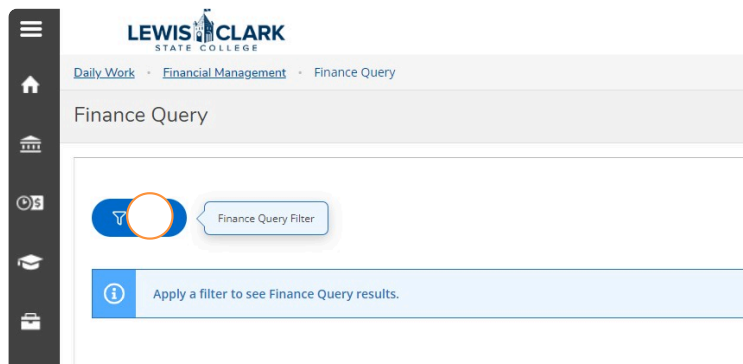 LEWIS CLARK
STATE COLLEGE
Daily Work • Financial Management • Finance Query
Finance Query
Finance Query Filter
Apply a filter to see Finance Query results.